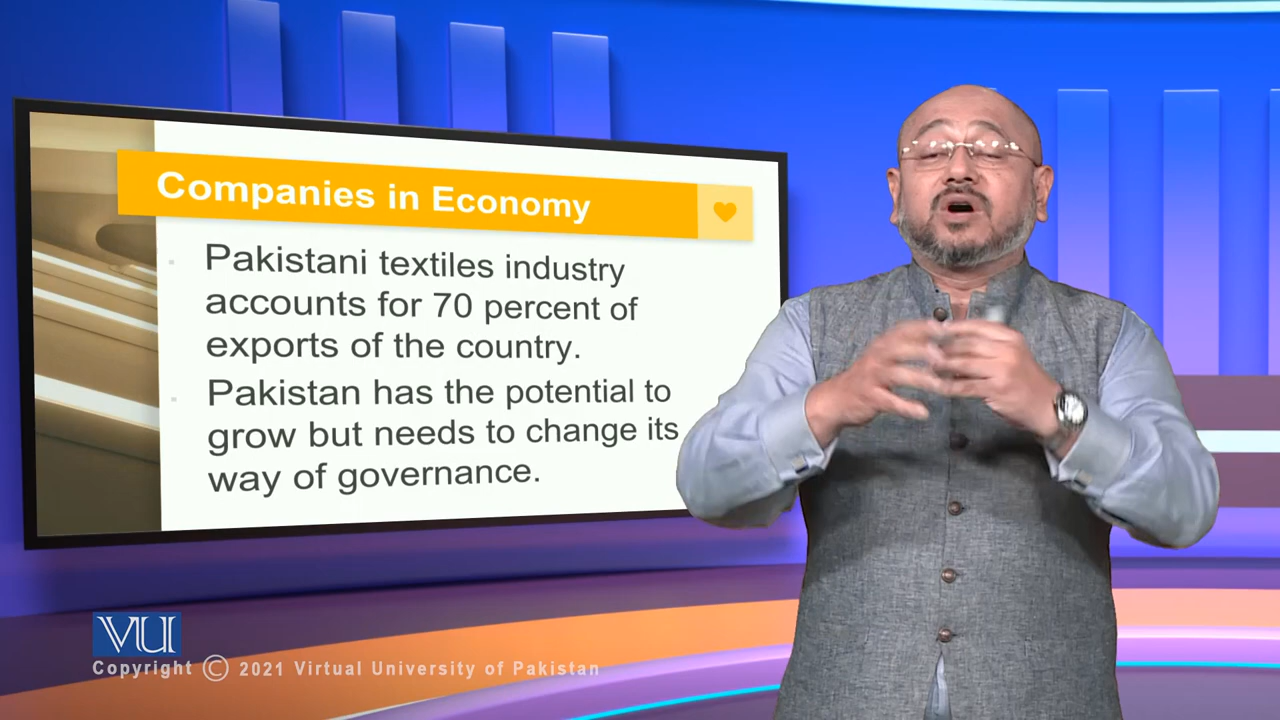 Companies in Economy
Pakistani textiles industry
accounts for 70 percent of
exports of the country.
Pakistan has the potential to
grow but needs to change its
way of governance.
VU
Copyright © 2021 Virtual University of Pakistan